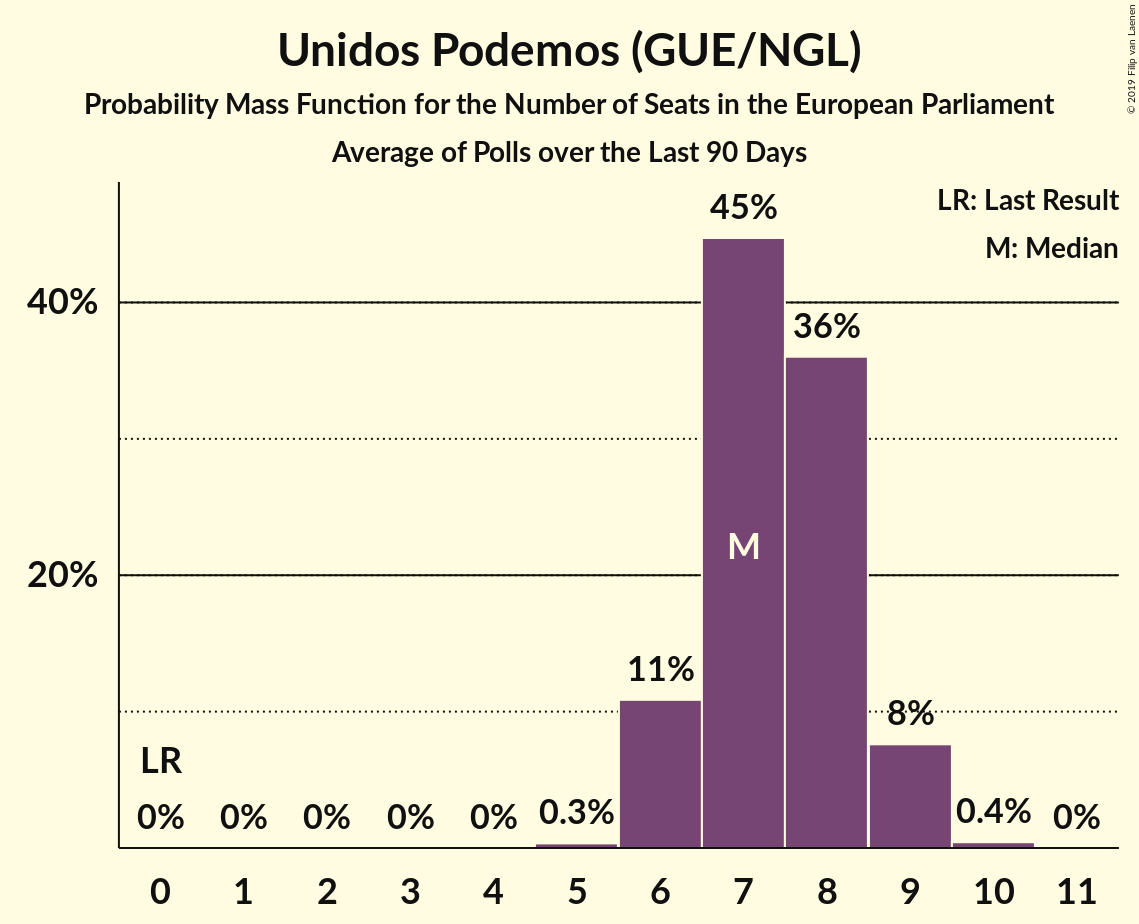 Unidos Podemos (GUE/NGL)
Probability Mass Function for the Number of Seats in the European Parliament
Average of Polls over the Last 90 Days
© 2019 Filip van Laenen
LR: Last Result
M: Median
45%
40%
36%
M
20%
11%
8%
LR
0% 0% 0% 0% 0% 0.3% 0.4% 0%
0 1 2 3 4 5 6 7 8 9 10 11